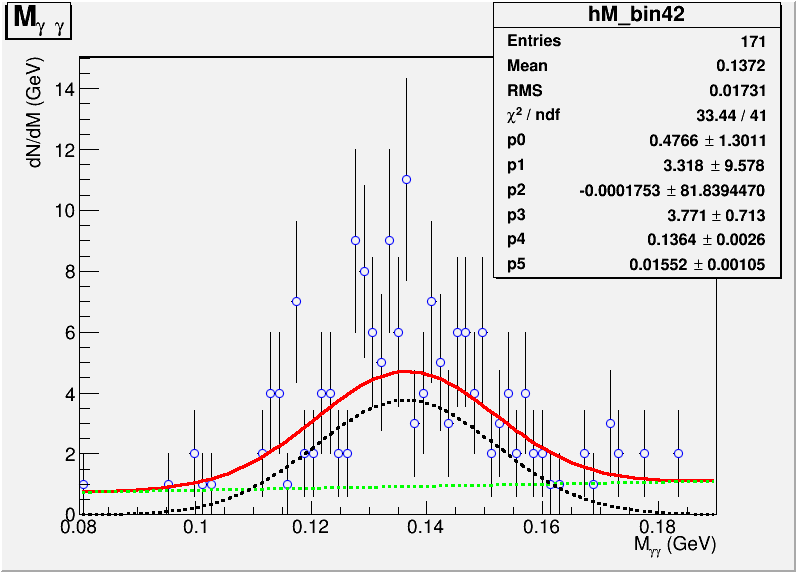 M_γγ
hM_bin42
Entries 171
Mean 0.1372
RMS 0.01731
χ² / ndf 33.44 / 41
p0 0.4766 ± 1.3011
p1 3.318 ± 9.578
p2 -0.0001753 ± 81.8394470
p3 3.771 ± 0.713
p4 0.1364 ± 0.0026
p5 0.01552 ± 0.00105
dN/dM (GeV)
14
12
10
8
6
4
2
0
0.08 0.1 0.12 0.14 0.16 0.18
M_γγ (GeV)